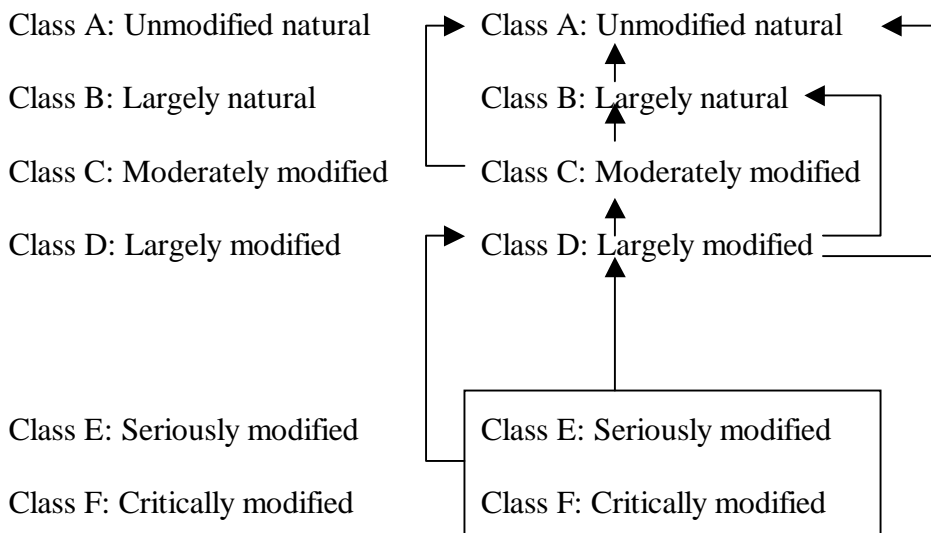 Class A: Unmodified natural
Class B: Largely natural
Class C: Moderately modified
Class D: Largely modified
Class E: Seriously modified
Class F: Critically modified
Class A: Unmodified natural
Class B: Largely natural
Class C: Moderately modified
Class D: Largely modified
Class E: Seriously modified
Class F: Critically modified